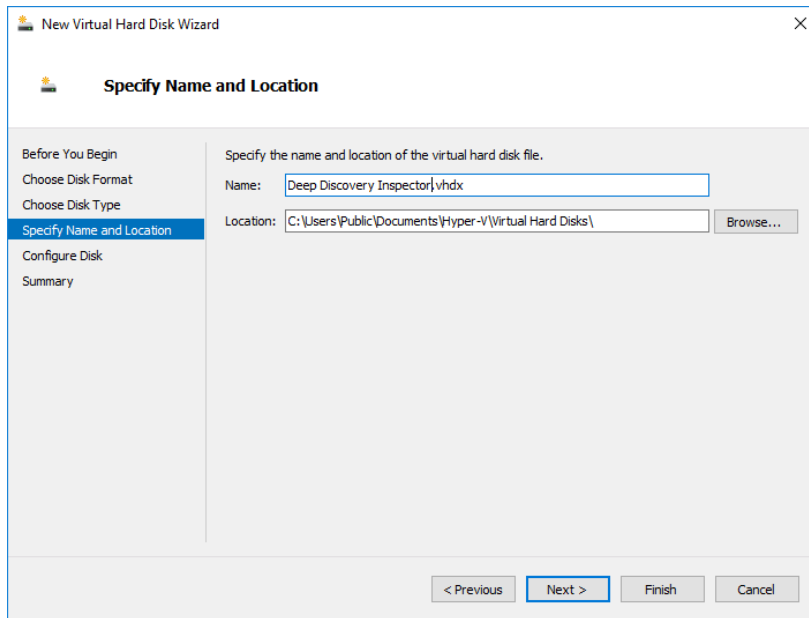 New Virtual Hard Disk Wizard
Specify Name and Location
Before You Begin
Choose Disk Format
Choose Disk Type
Specify Name and Location
Configure Disk
Summary
Specify the name and location of the virtual hard disk file.
Name: Deep Discovery Inspector.vhdx
Location: C:\Users\Public\Documents\Hyper-V\Virtual Hard Disks\ Browse...
< Previous Next > Finish Cancel